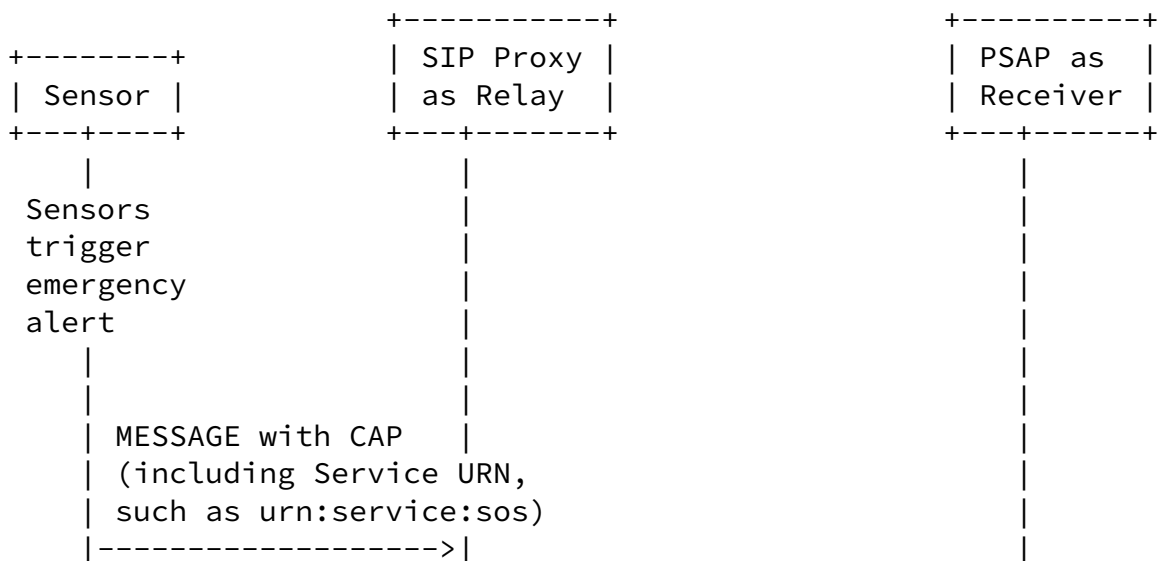 SIP Proxy PSAP as
Sensor as Relay Receiver
Sensors
trigger
emergency
alert
MESSAGE with CAP
(including Service URN,
such as urn:service:sos)